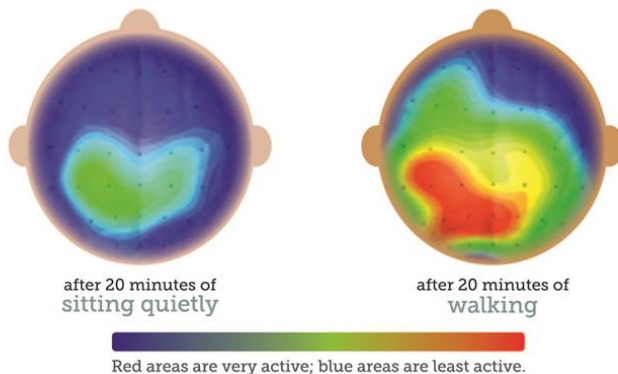 after 20 minutes of
sitting quietly
after 20 minutes of
walking
Red areas are very active; blue areas are least active.